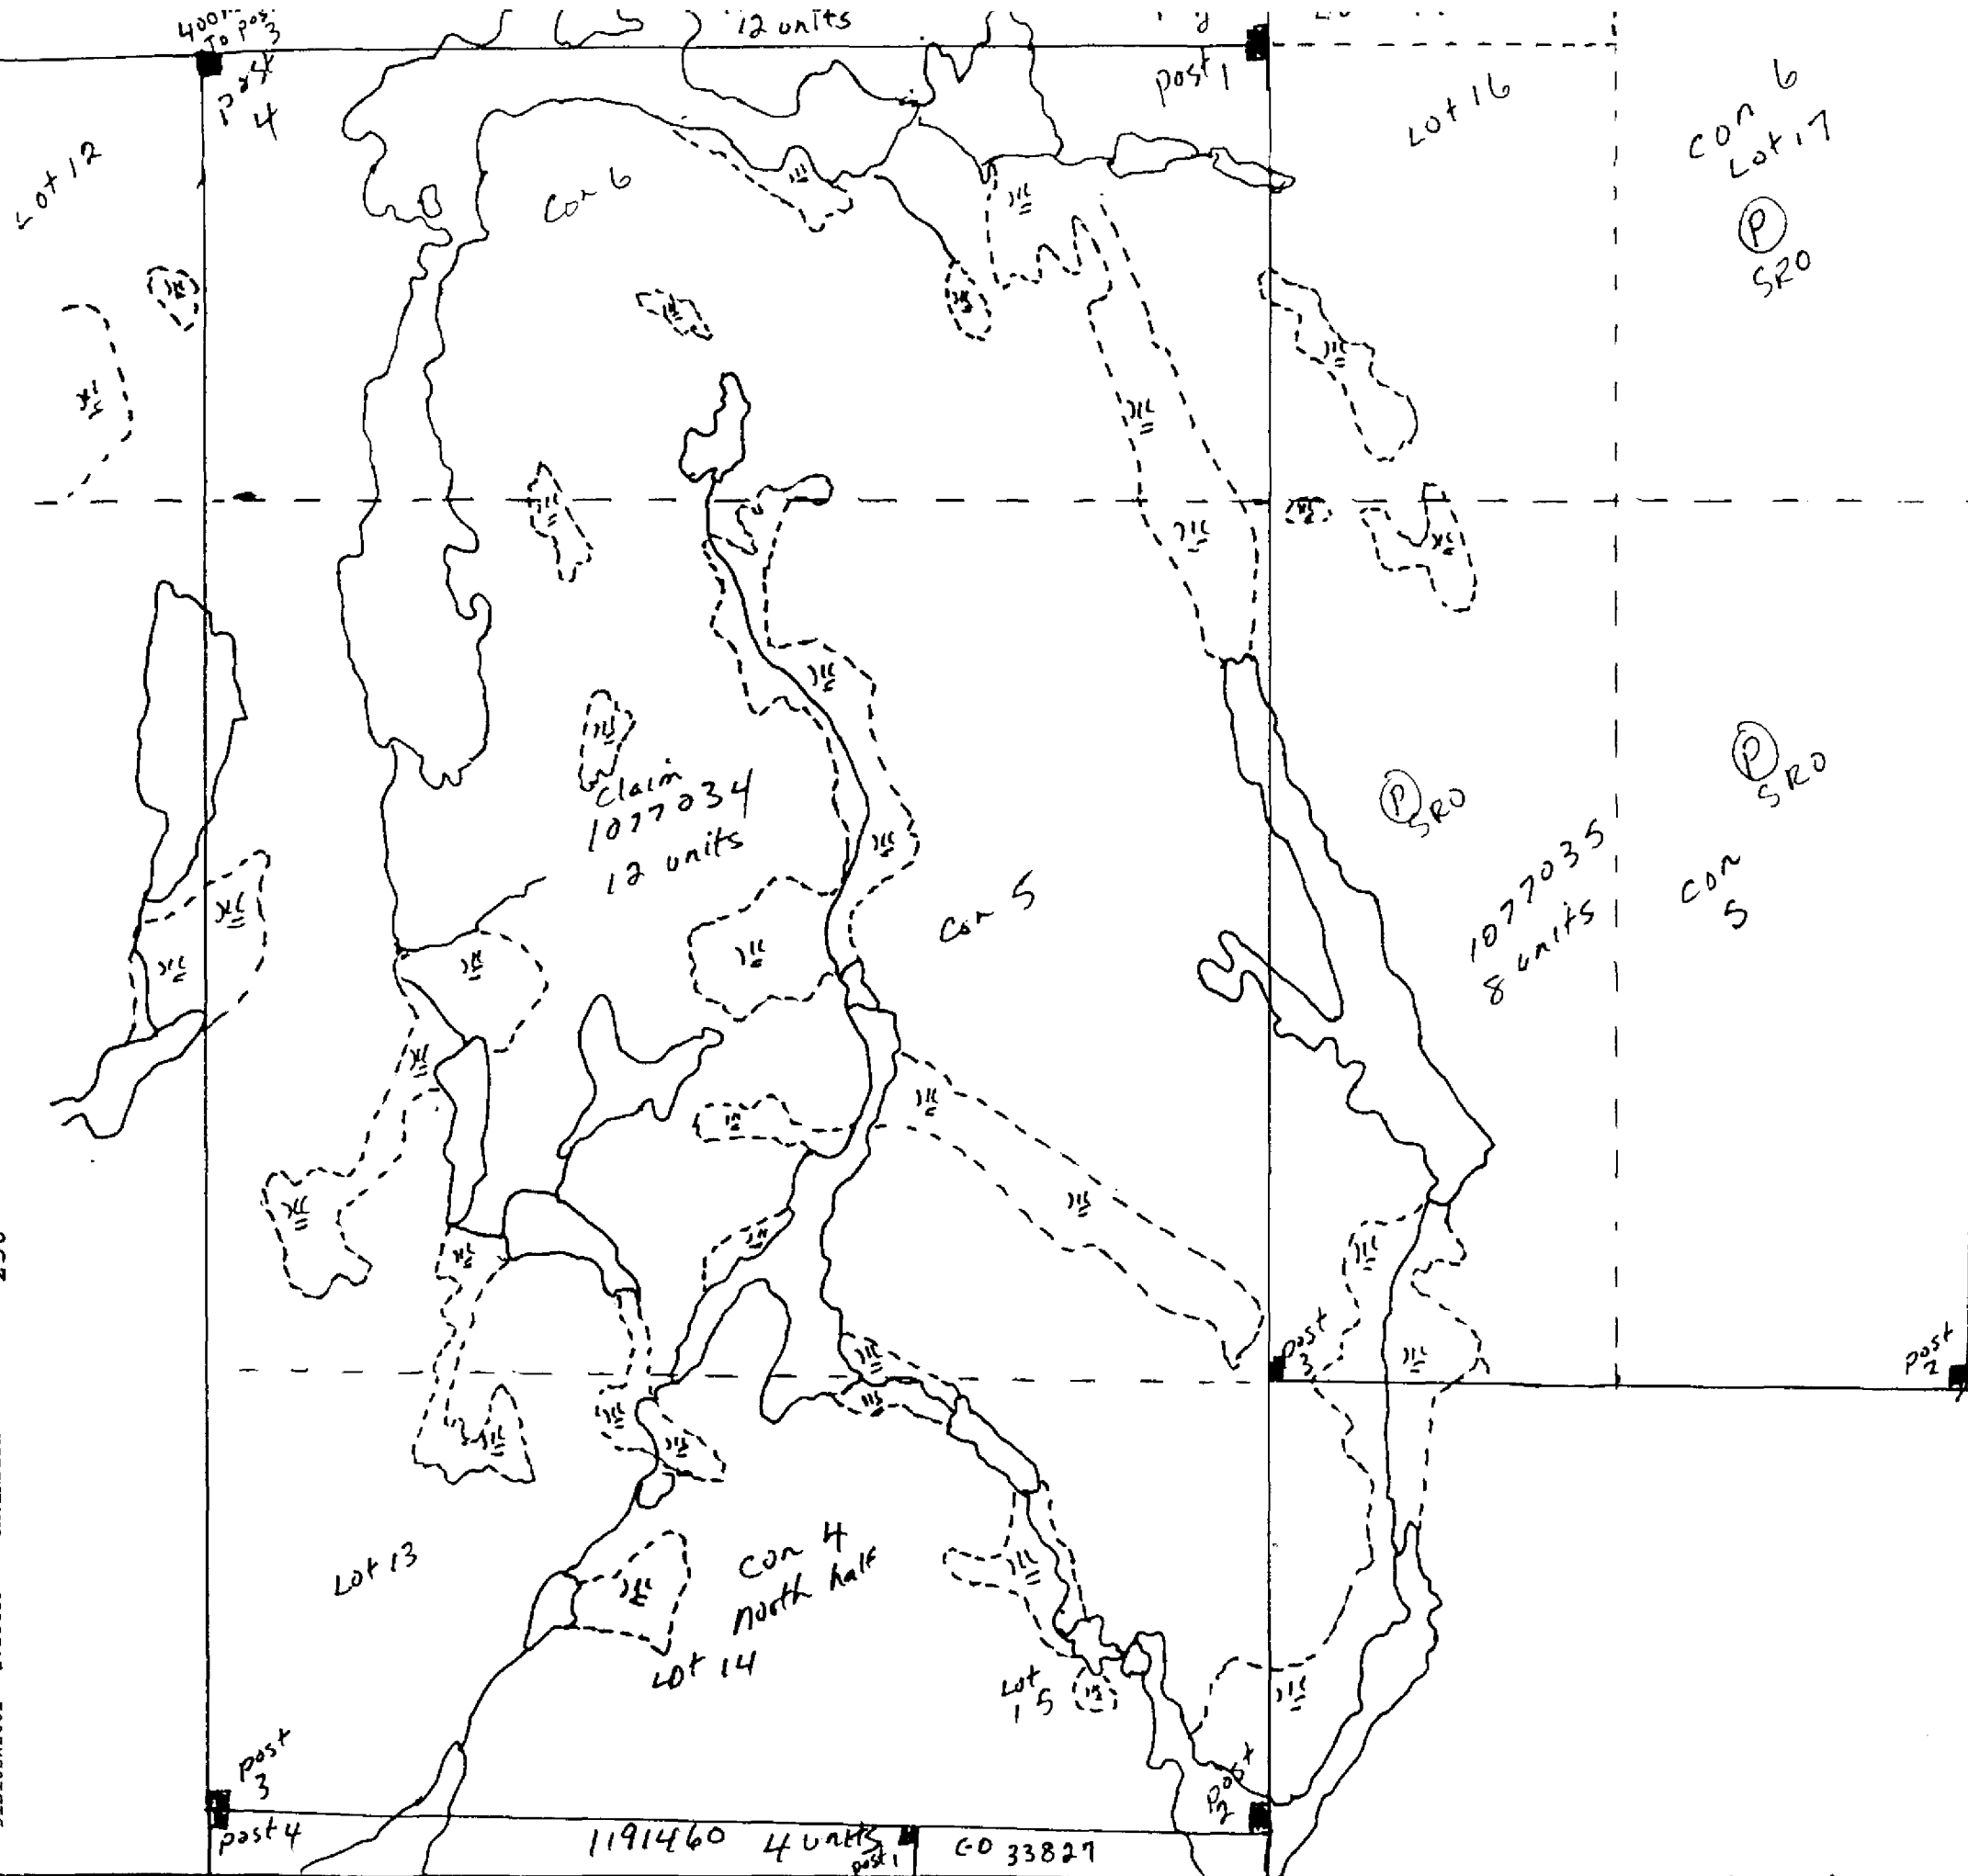 400m
To post
3
12 units
post
4
post 1
Lot 16
con 6
Lot 17
P
SRO
Lot 12
Con 6
Claim
1077034
12 units
P
SRO
P
SRO
Con 5
1077035
8 units
con
5
post
3
post
2
Lot 13
con 4
north half
Lot 14
Lot
15
post
3
post
2
post 4
1191460 4 units
post 1
CO 33827